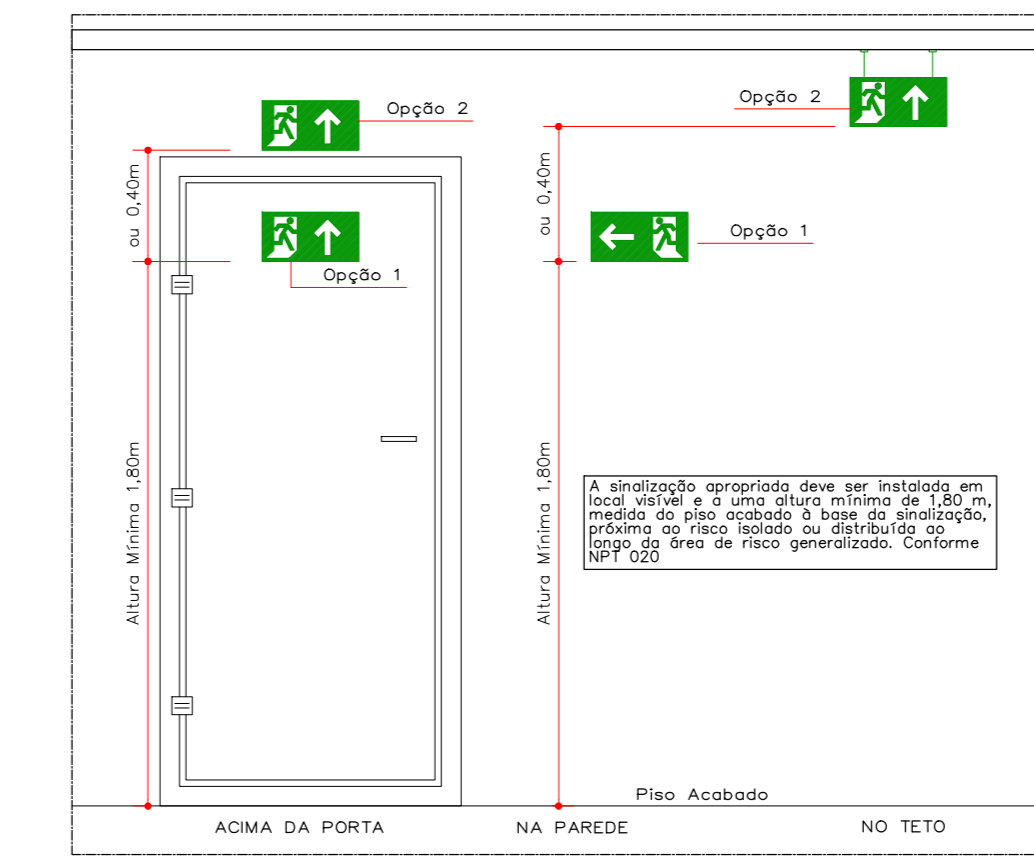 Opção 2
Opção 2
ou 0,40m
ou 0,40m
Opção 1
Opção 1
Altura Mínima 1,80m
Altura Mínima 1,80m
A sinalização apropriada deve ser instalada em
local visível e a uma altura mínima de 1,80 m,
medida do piso acabado à base da sinalização,
próxima ao risco isolado ou distribuída ao
longo da área de risco generalizado. Conforme
NPT 020
Piso Acabado
ACIMA DA PORTA
NA PAREDE
NO TETO